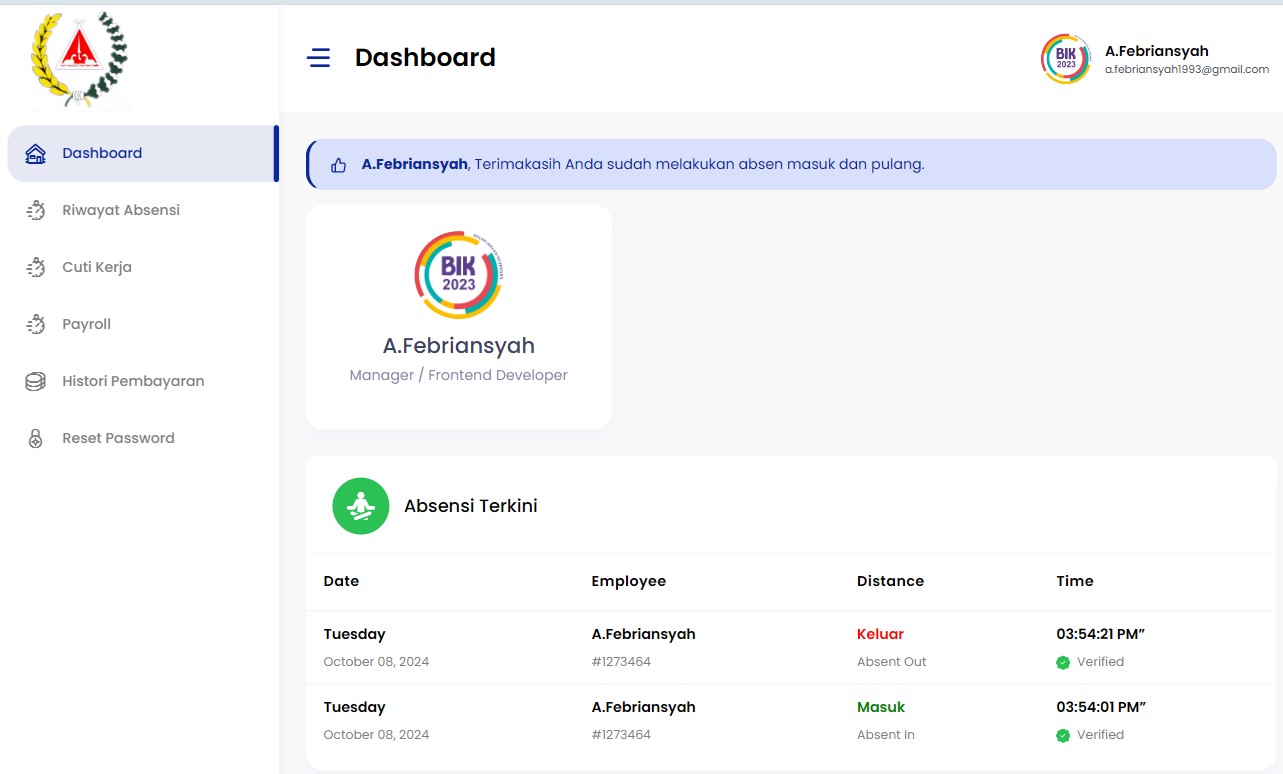 Dashboard
A.Febriansyah
a.febriansyah1993@gmail.com
BIK
2023
Dashboard
Riwayat Absensi
Cuti Kerja
Payroll
Histori Pembayaran
Reset Password
A.Febriansyah, Terimakasih Anda sudah melakukan absen masuk dan pulang.
BIK
2023
A.Febriansyah
Manager / Frontend Developer
Absensi Terkini
Date Employee Distance Time
Tuesday A.Febriansyah Keluar 03:54:21 PM”
October 08, 2024 #1273464 Absent Out Verified
Tuesday A.Febriansyah Masuk 03:54:01 PM”
October 08, 2024 #1273464 Absent In Verified